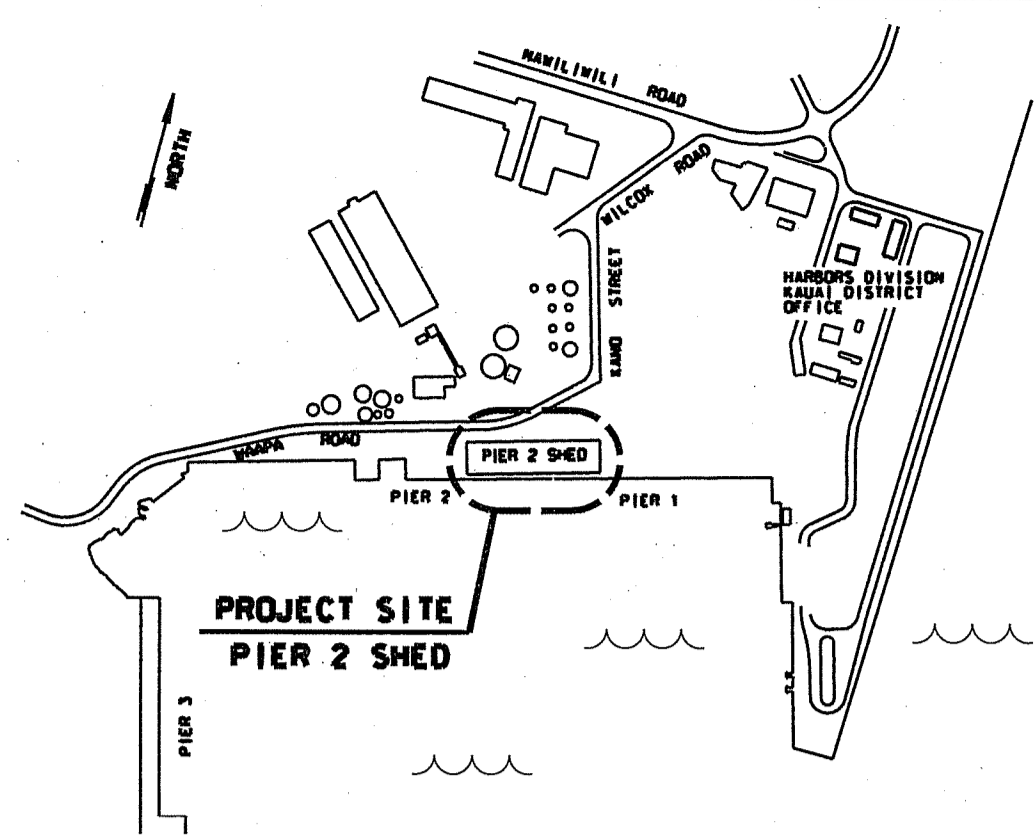 NAWILIWILI ROAD
NORTH
WILCOX ROAD
KANO STREET
HARBORS DIVISION
KAUAI DISTRICT
OFFICE
WAAPA ROAD
PIER 2 SHED
PIER 2
PIER 1
PROJECT SITE
PIER 2 SHED
PIER 3